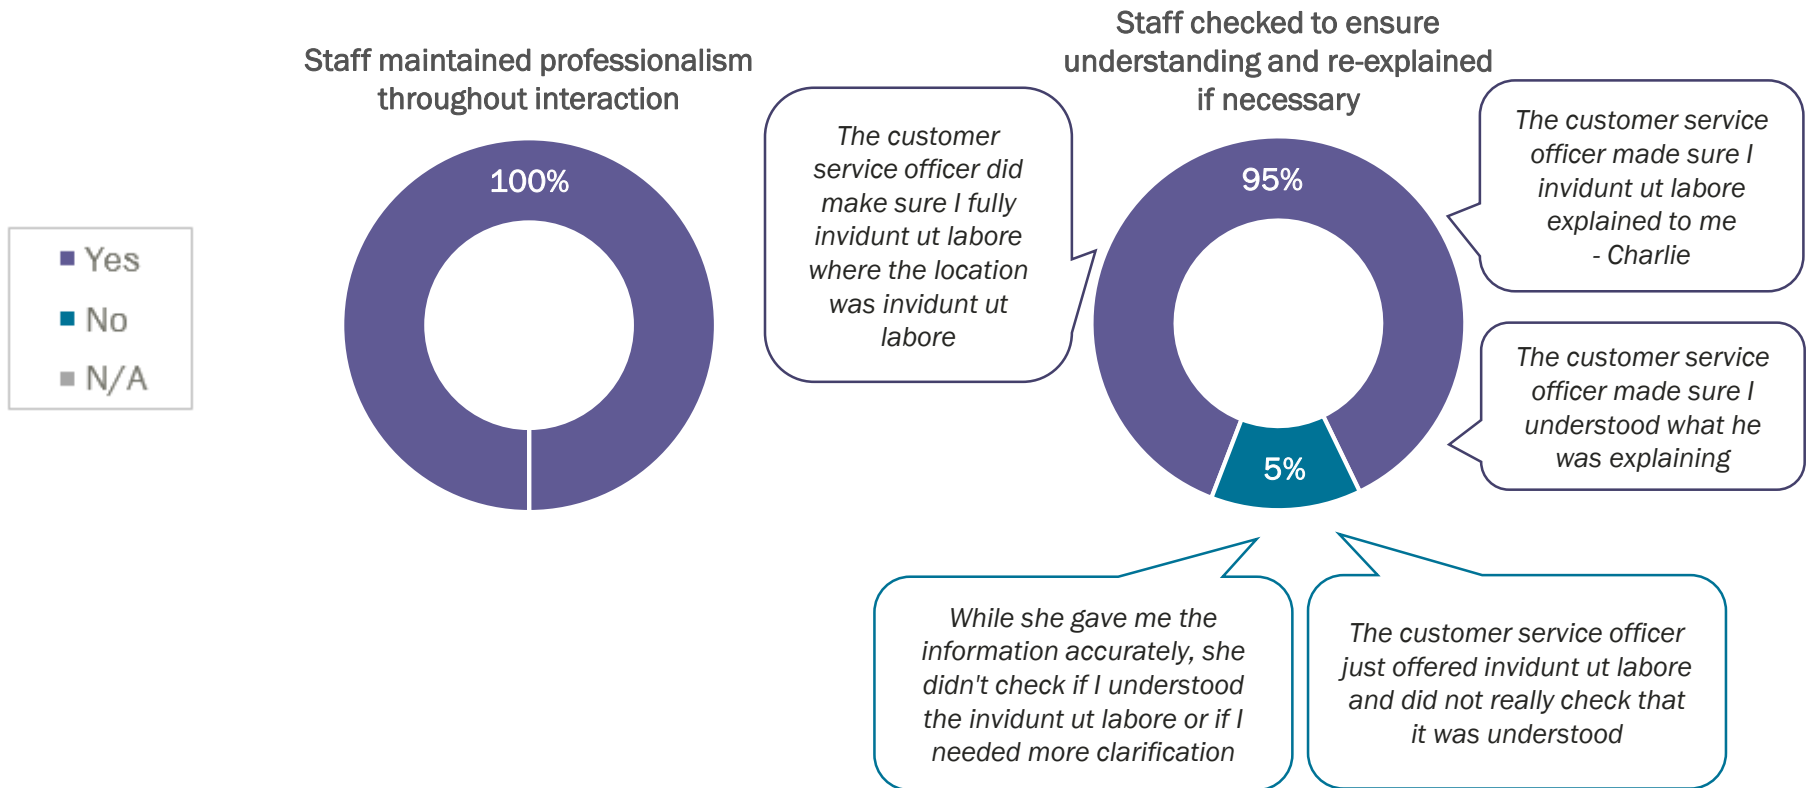 Staff maintained professionalism
throughout interaction
100%
Yes
No
N/A
Staff checked to ensure
understanding and re-explained
if necessary
95%
5%
The customer
service officer did
make sure I fully
invidunt ut labore
where the location
was invidunt ut
labore
The customer service
officer made sure I
invidunt ut labore
explained to me
- Charlie
The customer service
officer made sure I
understood what he
was explaining
While she gave me the
information accurately, she
didn't check if I understood
the invidunt ut labore or if I
needed more clarification
The customer service officer
just offered invidunt ut labore
and did not really check that
it was understood